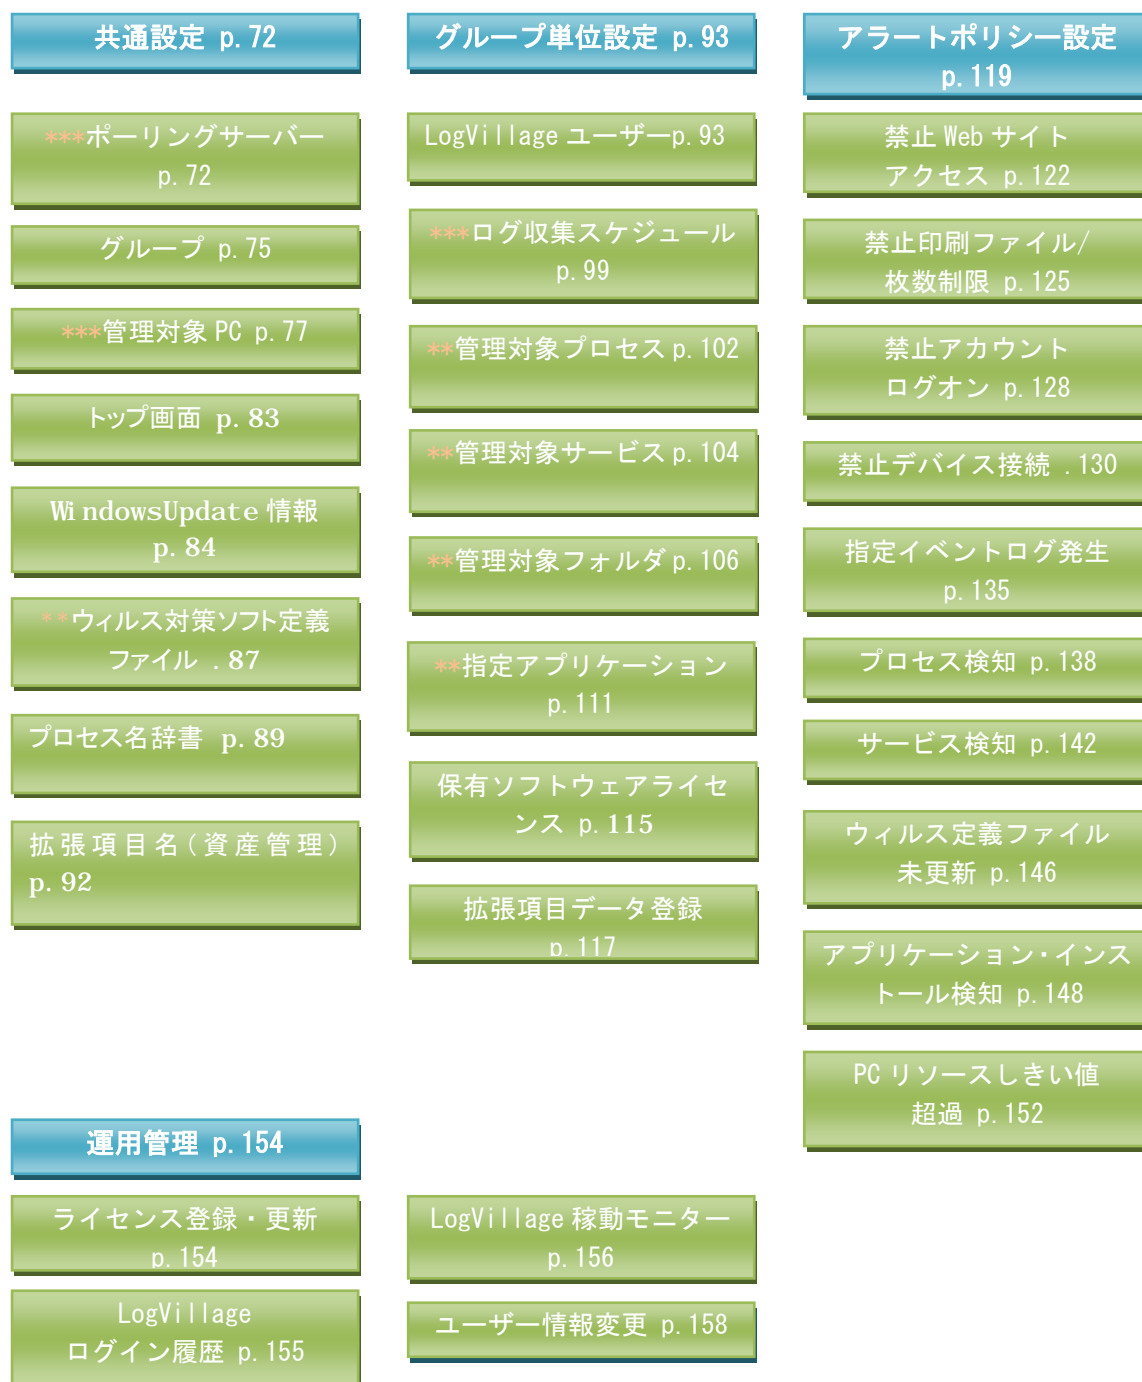 共通設定 p.72
***ポーリングサーバー
p.72
グループ p.75
***管理対象 PC p.77
トップ画面 p.83
WindowsUpdate 情報
p.84
**ウィルス対策ソフト定義
ファイル .87
プロセス名辞書 p.89
拡張項目名(資産管理)
p.92
グループ単位設定 p.93
LogVillage ユーザーp.93
***ログ収集スケジュール
p.99
**管理対象プロセス p.102
**管理対象サービス p.104
**管理対象フォルダ p.106
**指定アプリケーション
p.111
保有ソフトウェアライセ
ンス p.115
拡張項目データ登録
p.117
アラートポリシー設定
p.119
禁止 Web サイト
アクセス p.122
禁止印刷ファイル/
枚数制限 p.125
禁止アカウント
ログオン p.128
禁止デバイス接続 .130
指定イベントログ発生
p.135
プロセス検知 p.138
サービス検知 p.142
ウィルス定義ファイル
未更新 p.146
アプリケーション・インス
トール検知 p.148
PC リソースしきい値
超過 p.152
運用管理 p.154
ライセンス登録・更新
p.154
LogVillage
ログイン履歴 p.155
LogVillage 稼動モニター
p.156
ユーザー情報変更 p.158